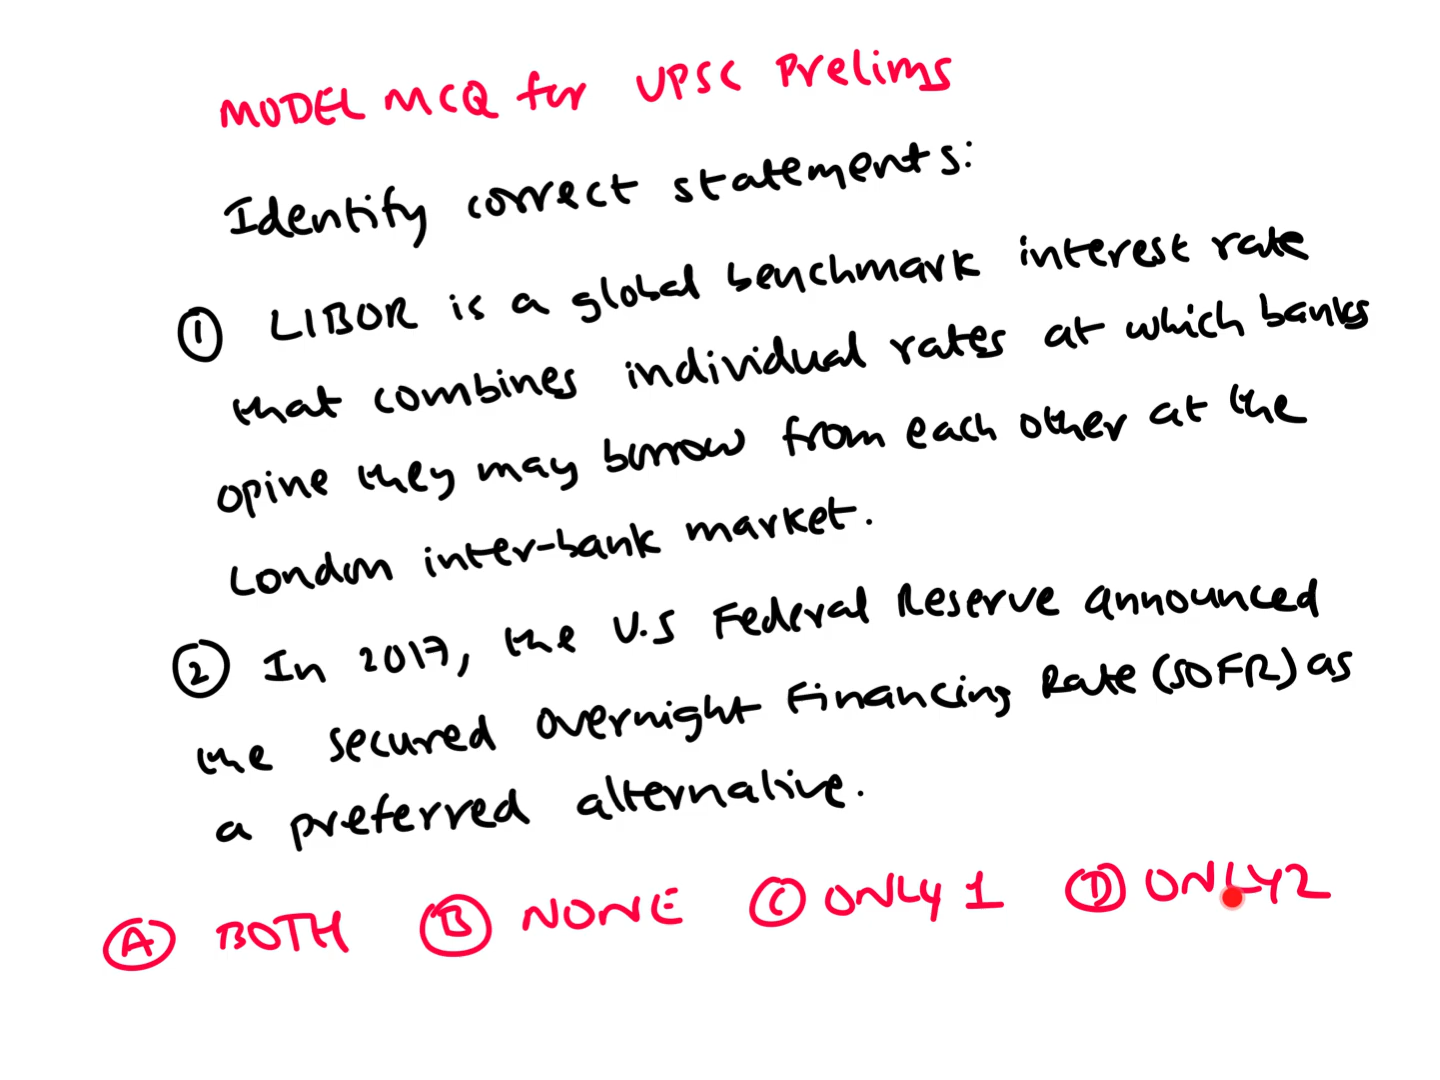 MODEL MCQ for UPSC Prelims
Identify correct statements:
① LIBOR is a global benchmark interest rate
that combines individual rates at which banks
opine they may burrow from each other at the
London inter-bank market.
② In 2017, the U.S Federal Reserve announced
the secured overnight Financing Rate (SOFR) as
a preferred alternative.
Ⓐ BOTH Ⓑ NONE Ⓒ ONLY 1 Ⓓ ONLY 2